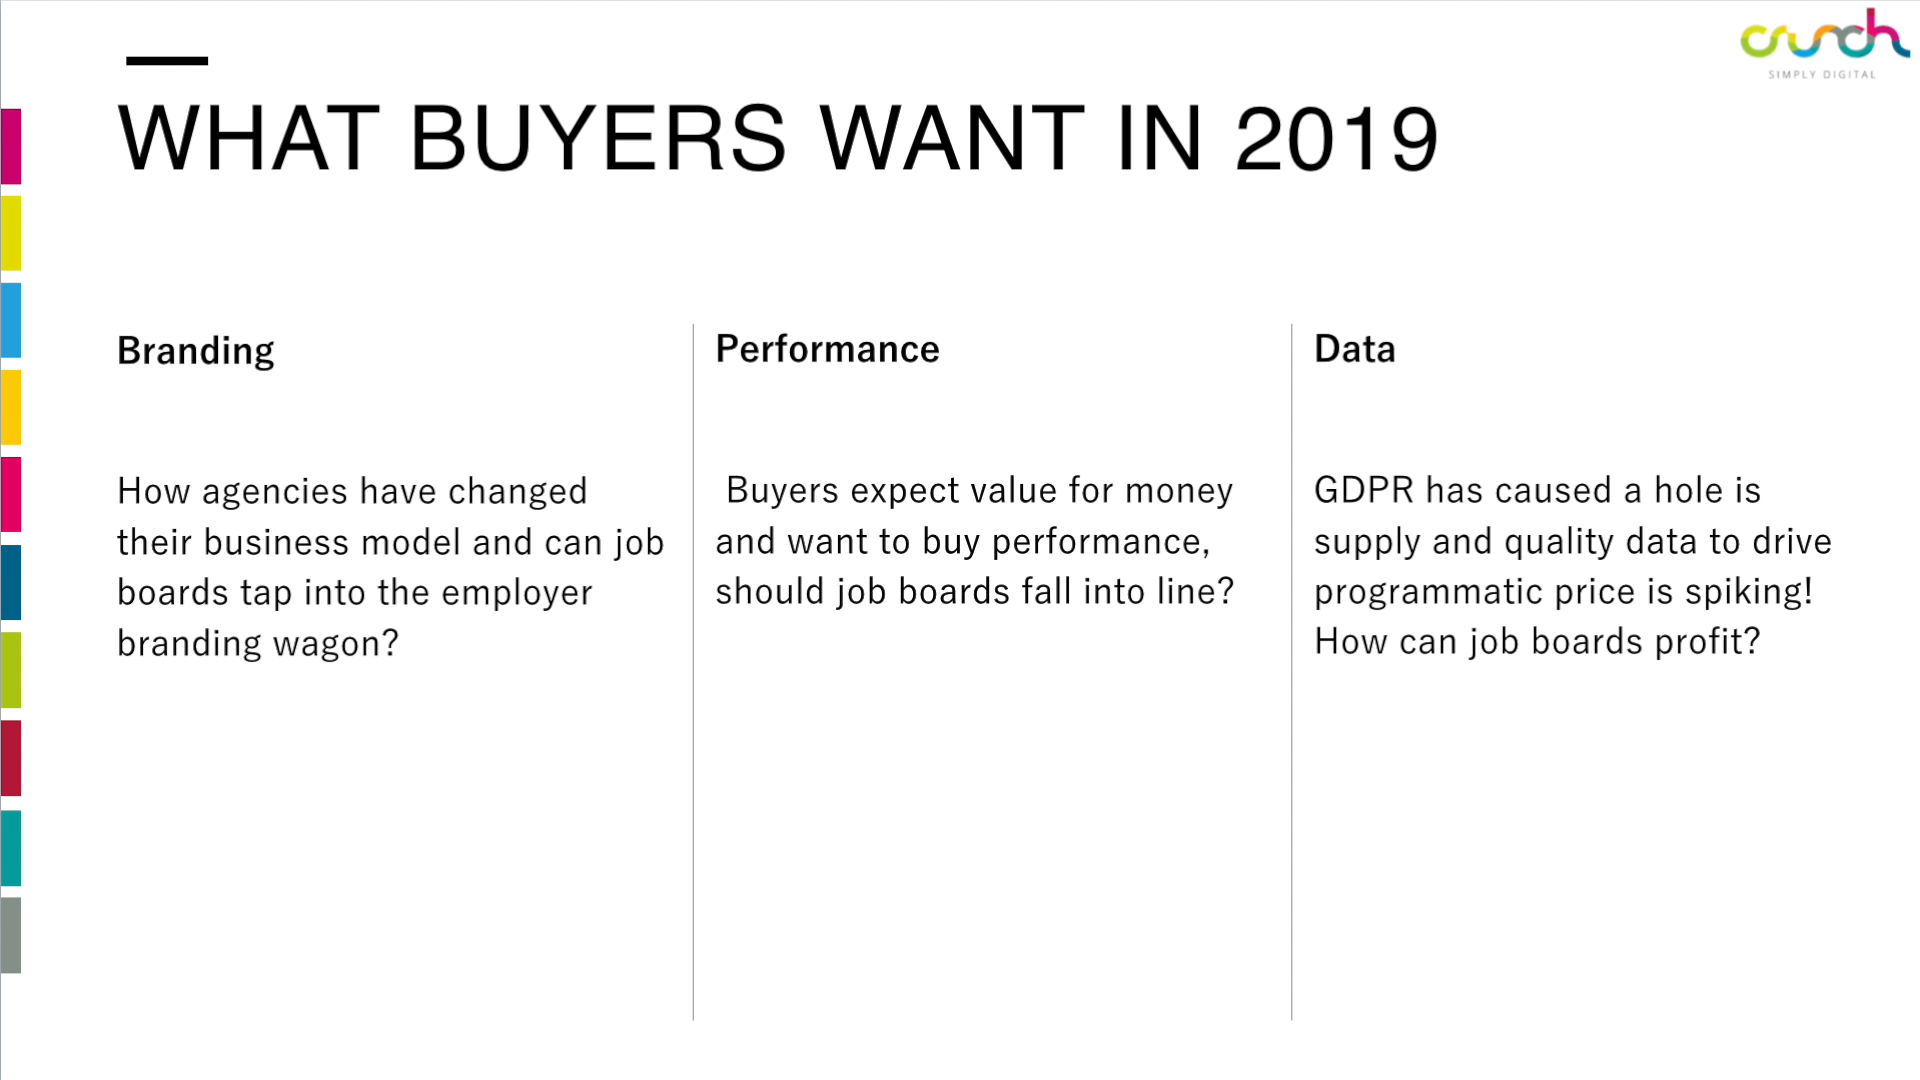 crunch
SIMPLY DIGITAL
WHAT BUYERS WANT IN 2019
Branding
How agencies have changed
their business model and can job
boards tap into the employer
branding wagon?
Performance
Buyers expect value for money
and want to buy performance,
should job boards fall into line?
Data
GDPR has caused a hole is
supply and quality data to drive
programmatic price is spiking!
How can job boards profit?